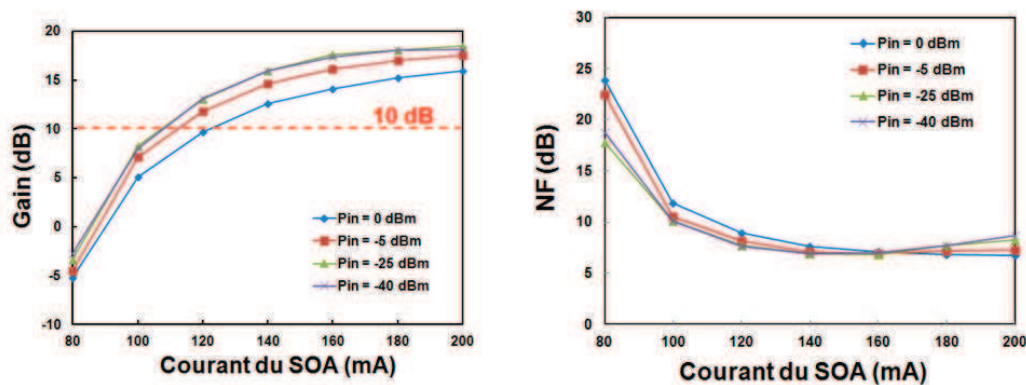 20
15
10
5
0
-5
-10
Gain (dB)
10 dB
Pin = 0 dBm
Pin = -5 dBm
Pin = -25 dBm
Pin = -40 dBm
80 100 120 140 160 180 200
Courant du SOA (mA)
30
25
20
15
10
5
0
NF (dB)
Pin = 0 dBm
Pin = -5 dBm
Pin = -25 dBm
Pin = -40 dBm
80 100 120 140 160 180 200
Courant du SOA (mA)